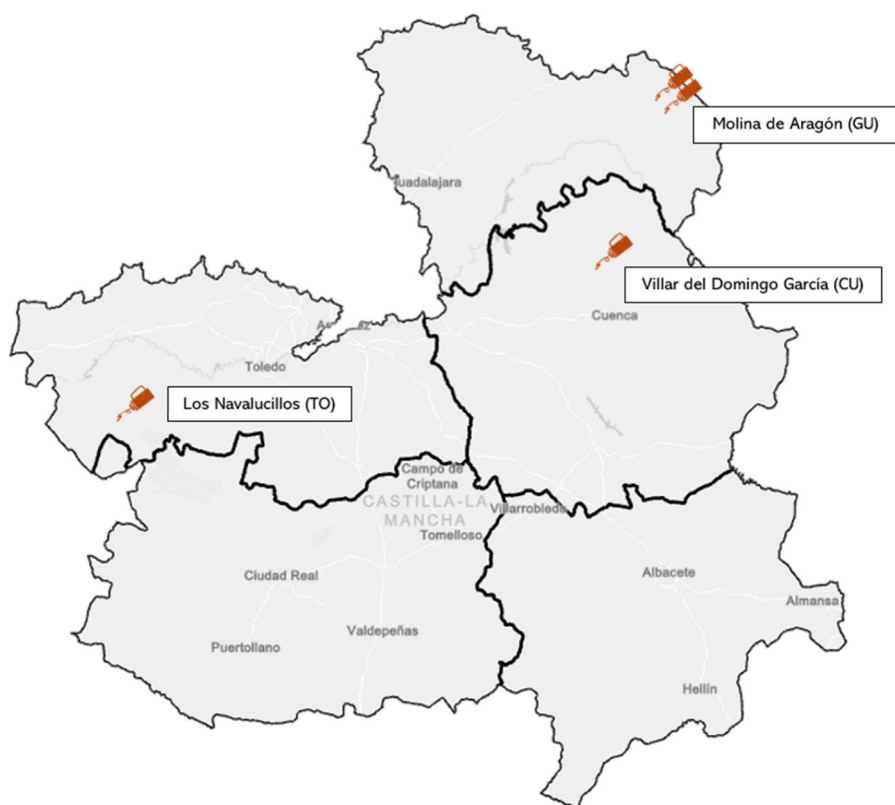 Molina de Aragón (GU)
uadalajara
Villar del Domingo García (CU)
Cuenca
Toledo
Los Navalucillos (TO)
Campo de
Criptana
CASTILLA-LA
MANCHA
Villarrobledo
Tomelloso
Ciudad Real
Albacete
Almansa
Valdepeñas
Puertollano
Hellín